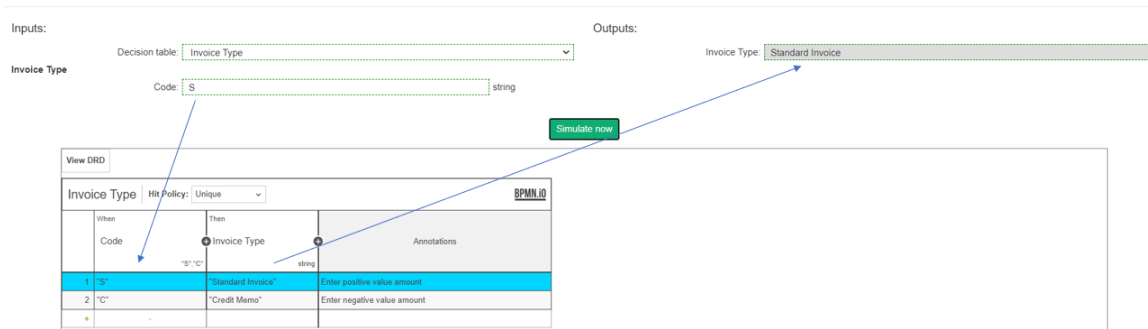 Inputs:
Outputs:
Decision table: Invoice Type
Invoice Type: Standard Invoice
Invoice Type
Code: S string
Simulate now
View DRD
Invoice Type Hit Policy: Unique BPMN.iO
When Then
Code Invoice Type Annotations
"S","C" string
1 "S" "Standard Invoice" Enter positive value amount
2 "C" "Credit Memo" Enter negative value amount
+ -